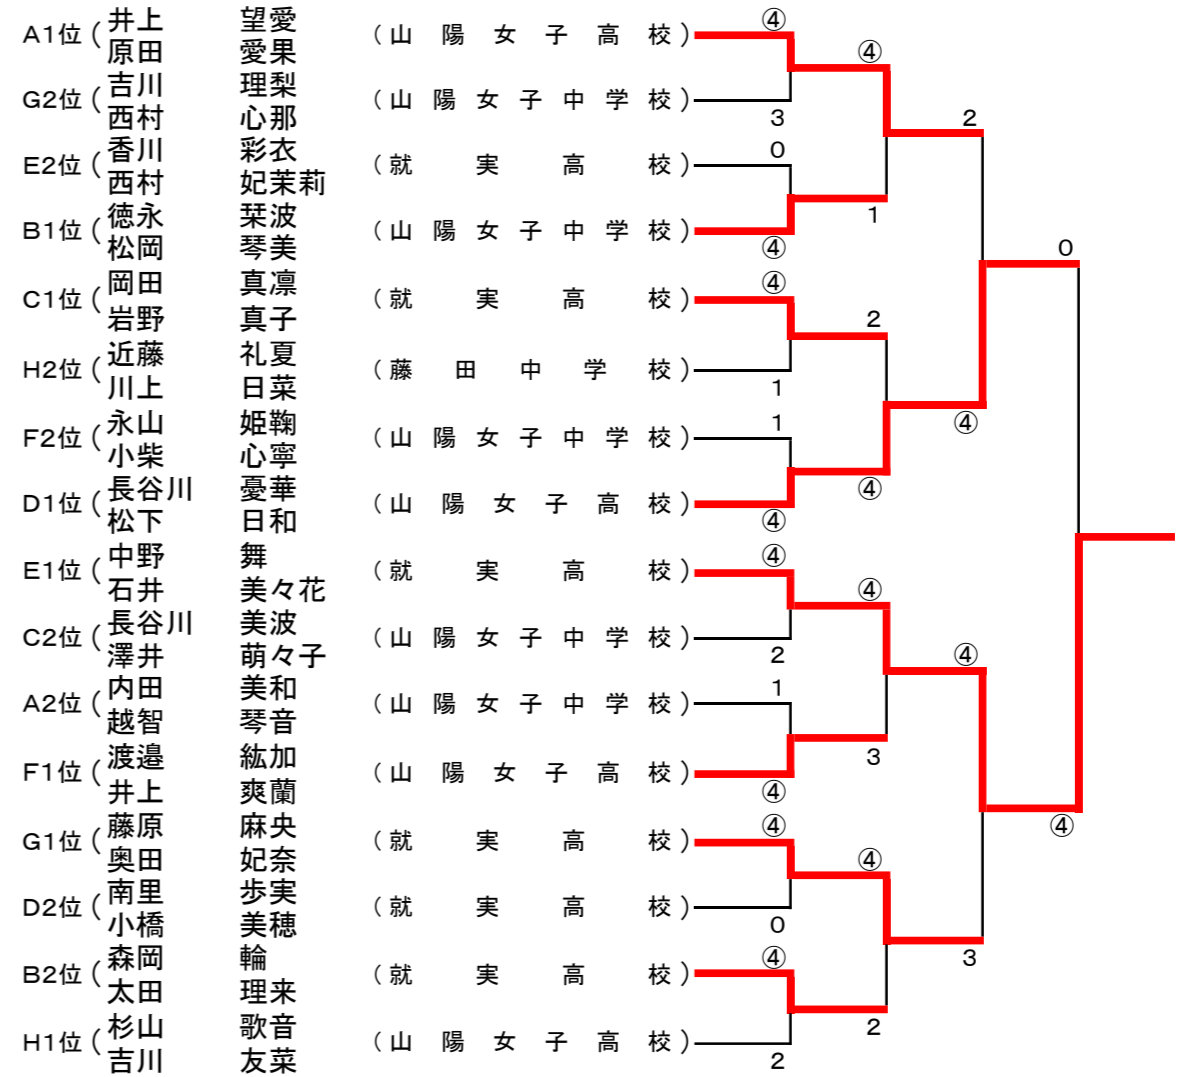 井上 望愛 ④
A1位( (山陽女子高校)
原田 愛果 ④
吉川 理梨
G2位( (山陽女子中学校)
西村 心那 3 2
香川 彩衣 0
E2位( (就実高校)
西村 妃茉莉
徳永 栞波 1
B1位( (山陽女子中学校)
松岡 琴美 ④ 0
岡田 真凛 ④
C1位( (就実高校)
岩野 真子 2
近藤 礼夏
H2位( (藤田中学校)
川上 日菜 1
永山 姫鞠 1 ④
F2位( (山陽女子中学校)
小柴 心寧
長谷川 憂華 ④
D1位( (山陽女子高校)
松下 日和 ④
中野 舞 ④
E1位( (就実高校)
石井 美々花 ④
長谷川 美波
C2位( (山陽女子中学校)
澤井 萌々子 2 ④
内田 美和 1
A2位( (山陽女子中学校)
越智 琴音
渡邉 紘加 3
F1位( (山陽女子高校)
井上 爽蘭 ④
藤原 麻央 ④ ④
G1位( (就実高校)
奥田 妃奈 ④
南里 歩実
D2位( (就実高校)
小橋 美穂 0
森岡 輪 ④ 3
B2位( (就実高校)
太田 理来
杉山 歌音 2
H1位( (山陽女子高校)
吉川 友菜 2